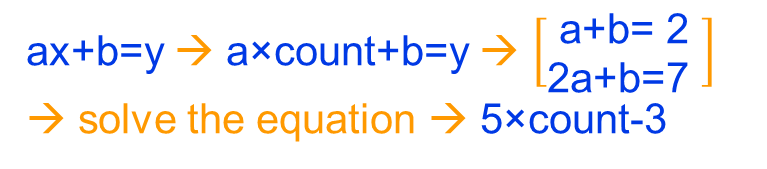 ax+b=y → a×count+b=y → [a+b= 2
2a+b=7]
→ solve the equation → 5×count-3